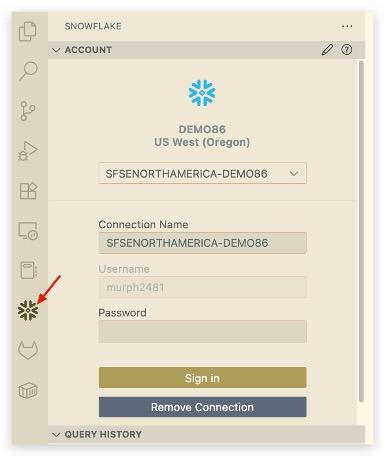 SNOWFLAKE
ACCOUNT
DEMO86
US West (Oregon)
SFSENORTHAMERICA-DEMO86
Connection Name
SFSENORTHAMERICA-DEMO86
Username
murph2481
Password
Sign in
Remove Connection
QUERY HISTORY